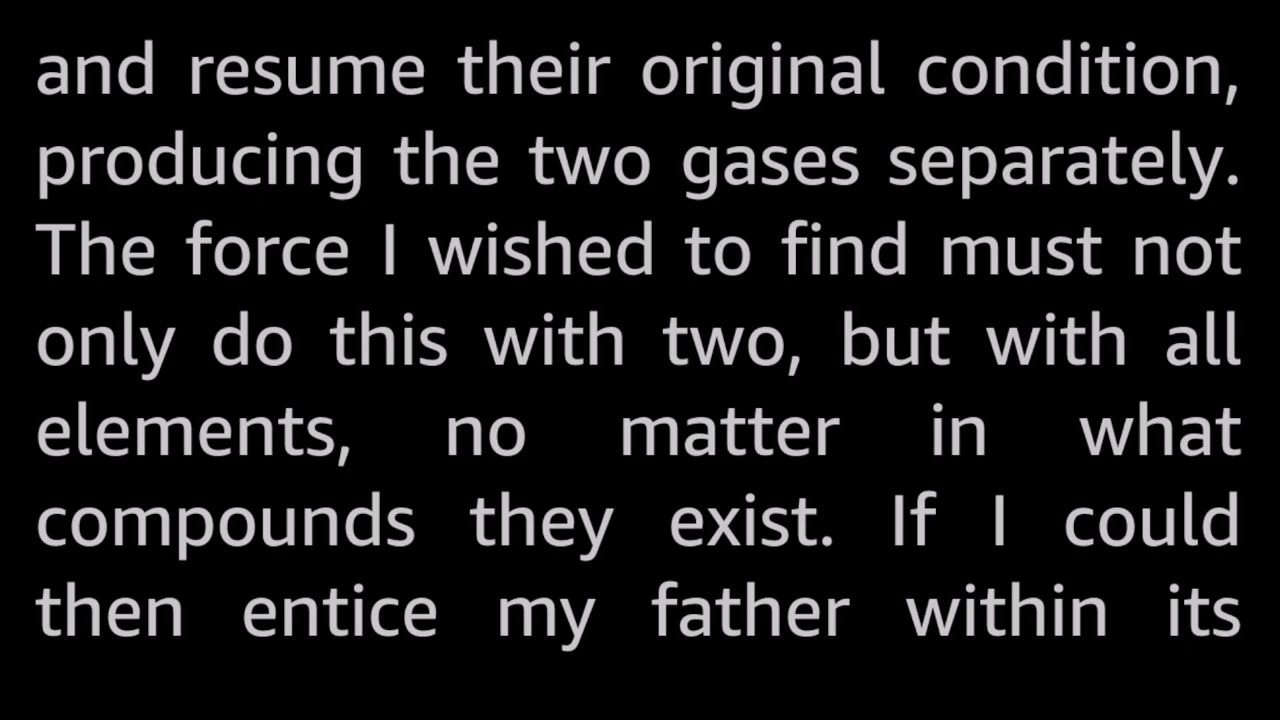 and resume their original condition,
producing the two gases separately.
The force I wished to find must not
only do this with two, but with all
elements, no matter in what
compounds they exist. If I could
then entice my father within its